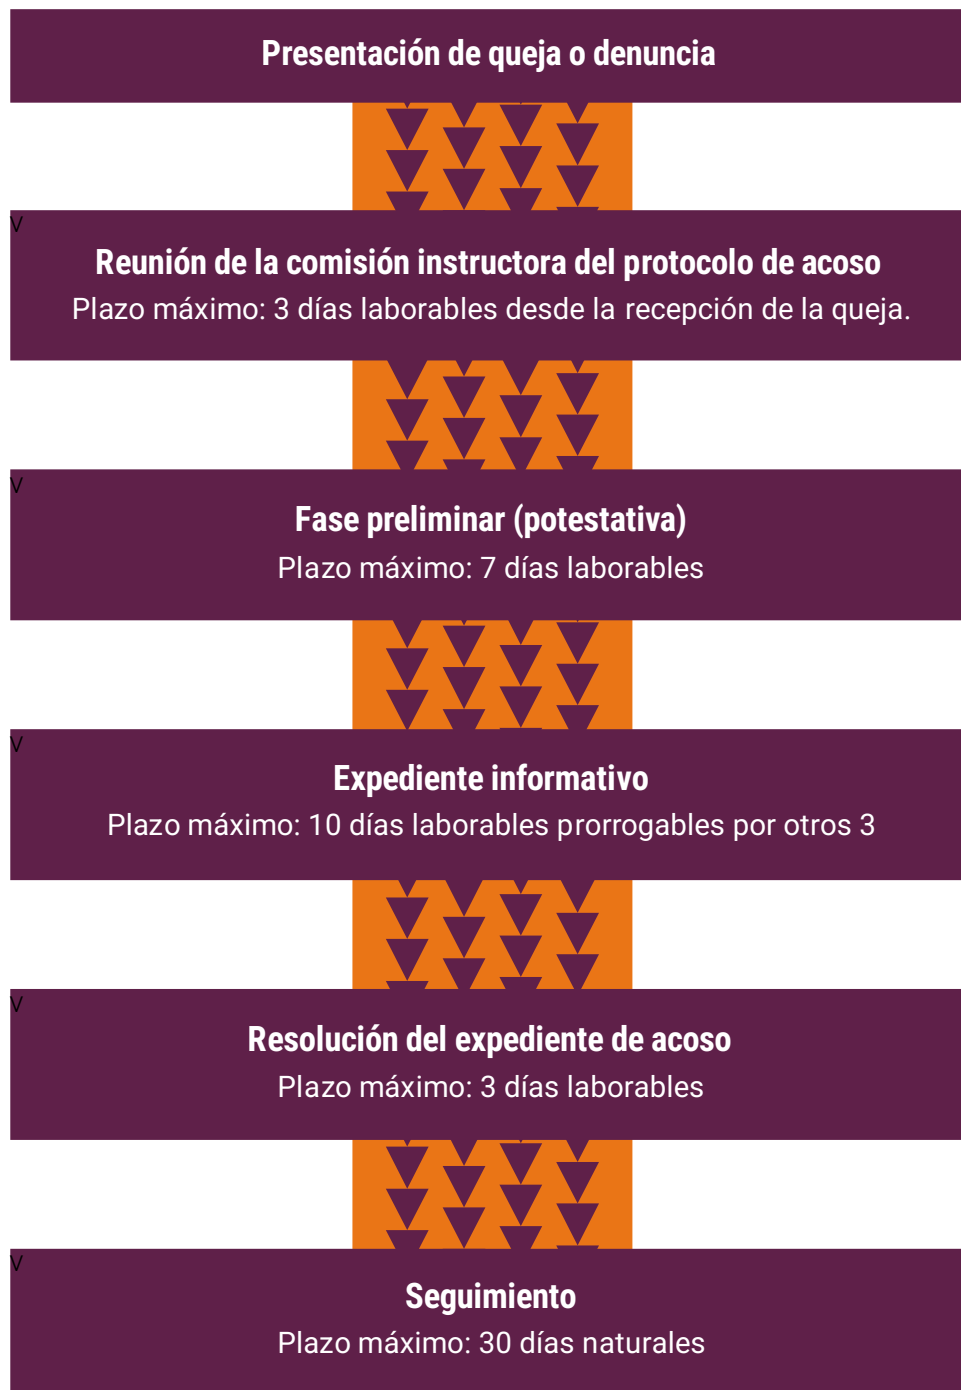 Presentación de queja o denuncia
V
Reunión de la comisión instructora del protocolo de acoso
Plazo máximo: 3 días laborables desde la recepción de la queja.
V
Fase preliminar (potestativa)
Plazo máximo: 7 días laborables
V
Expediente informativo
Plazo máximo: 10 días laborables prorrogables por otros 3
V
Resolución del expediente de acoso
Plazo máximo: 3 días laborables
V
Seguimiento
Plazo máximo: 30 días naturales